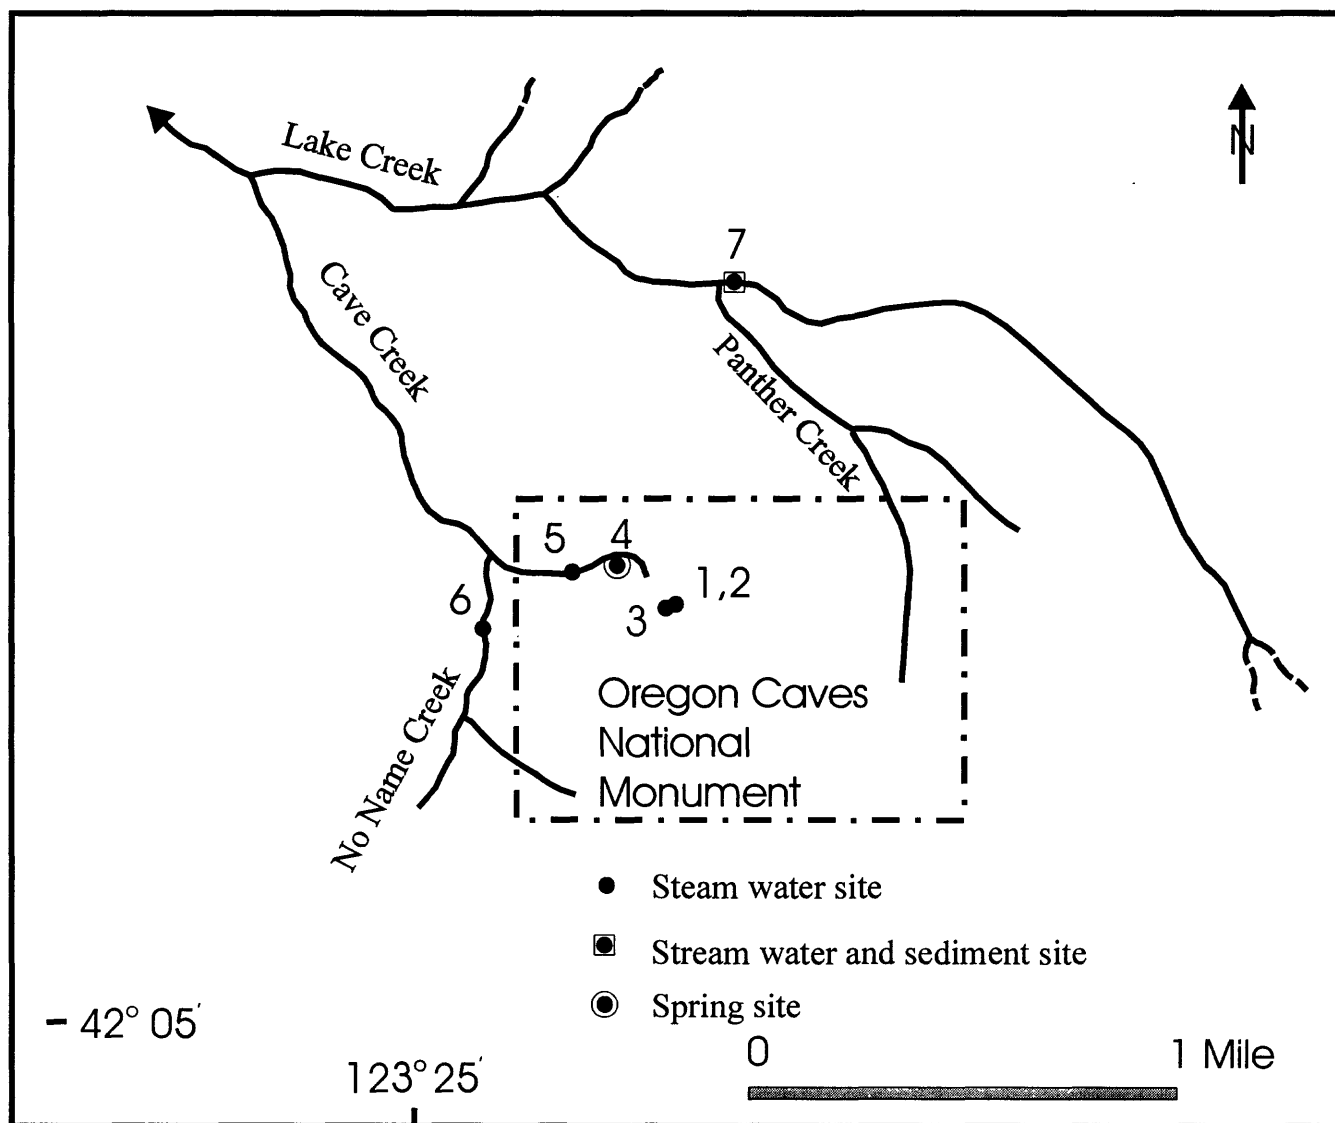 N
Lake Creek
7
Cave Creek
Panther Creek
5
4
1,2
3
6
No Name Creek
Oregon Caves
National
Monument
Steam water site
Stream water and sediment site
Spring site
42° 05'
123° 25'
0
1 Mile